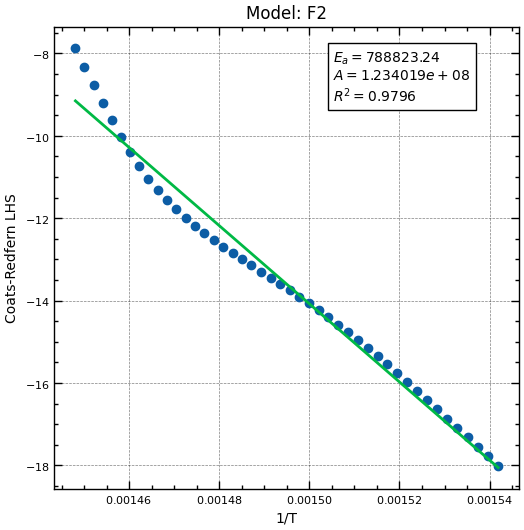 Model: F2
E_a = 788823.24
A = 1.234019e + 08
R^2 = 0.9796
Coats-Redfern LHS
−8
−10
−12
−14
−16
−18
0.00146 0.00148 0.00150 0.00152 0.00154
1/T